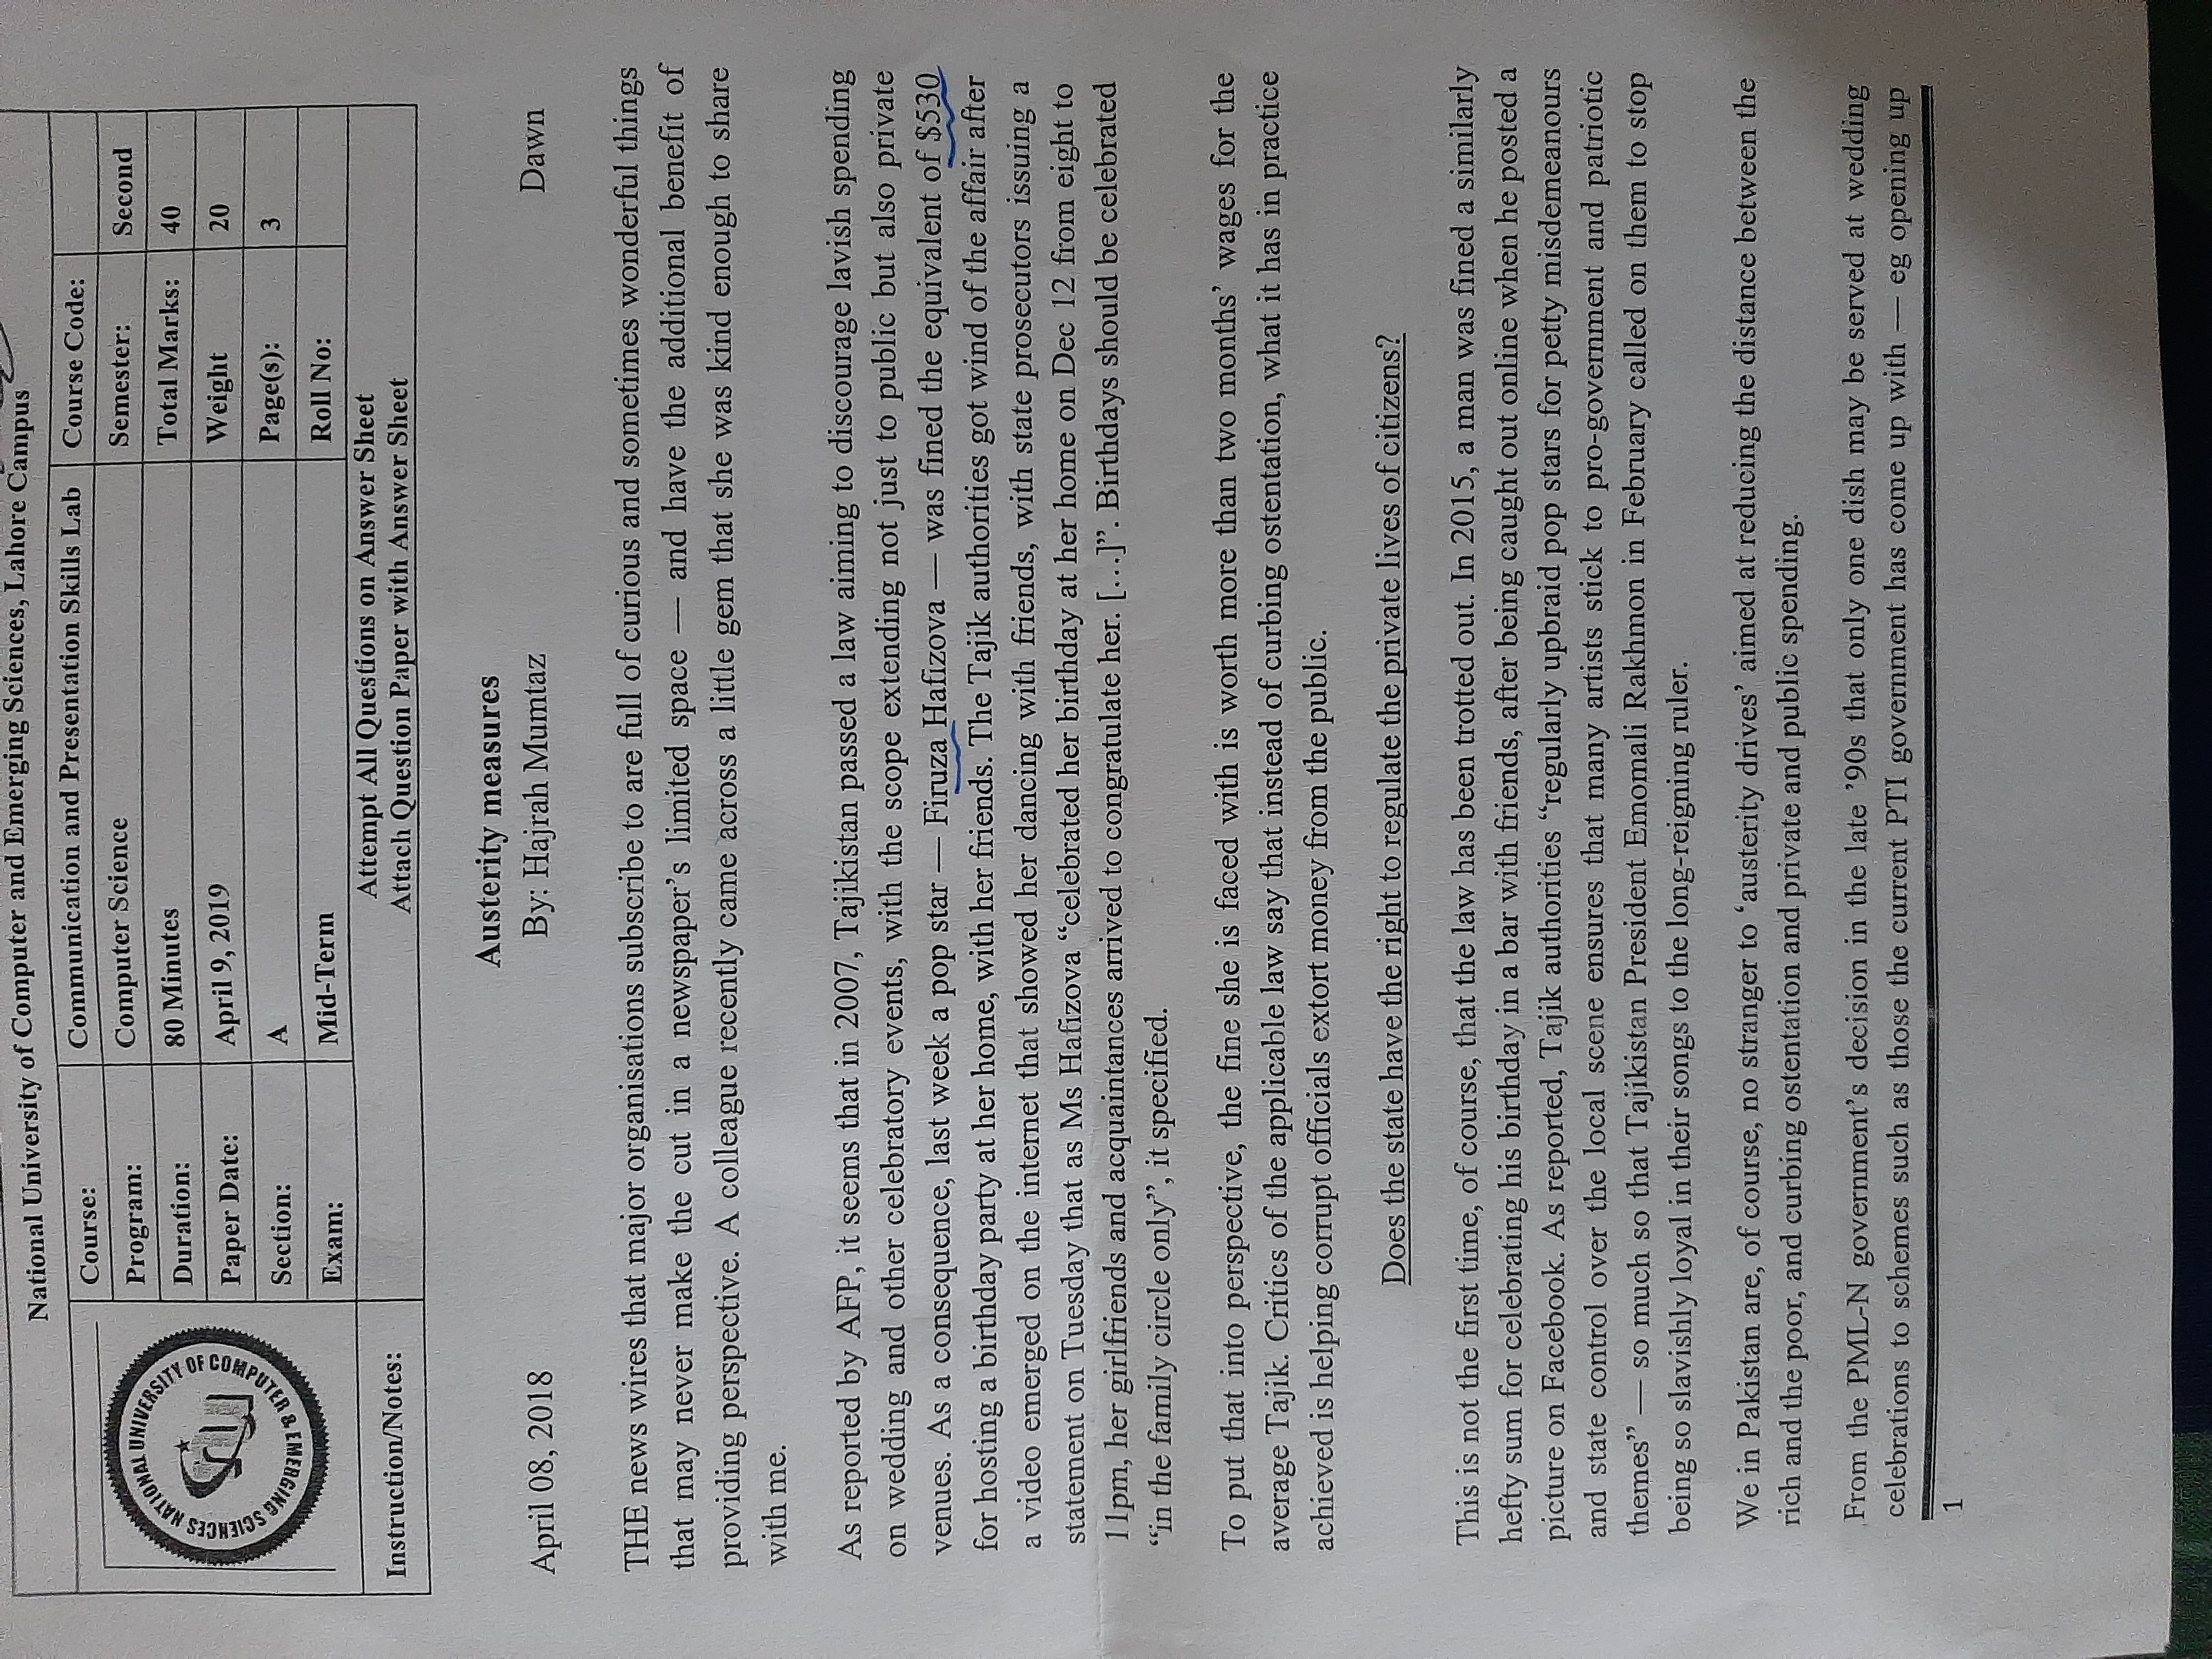 National University of Computer and Emerging Sciences, Lahore Campus
NATIONAL UNIVERSITY OF COMPUTER & EMERGING SCIENCES
Course: Communication and Presentation Skills Lab Course Code:
Program: Computer Science Semester: Second
Duration: 80 Minutes Total Marks: 40
Paper Date: April 9, 2019 Weight 20
Section: A Page(s): 3
Exam: Mid-Term Roll No:
Instruction/Notes: Attempt All Questions on Answer Sheet
Attach Question Paper with Answer Sheet
Austerity measures
April 08, 2018 By: Hajrah Mumtaz Dawn
THE news wires that major organisations subscribe to are full of curious and sometimes wonderful things
that may never make the cut in a newspaper's limited space — and have the additional benefit of
providing perspective. A colleague recently came across a little gem that she was kind enough to share
with me.
As reported by AFP, it seems that in 2007, Tajikistan passed a law aiming to discourage lavish spending
on wedding and other celebratory events, with the scope extending not just to public but also private
venues. As a consequence, last week a pop star — Firuza Hafizova — was fined the equivalent of $530
for hosting a birthday party at her home, with her friends. The Tajik authorities got wind of the affair after
a video emerged on the internet that showed her dancing with friends, with state prosecutors issuing a
statement on Tuesday that as Ms Hafizova “celebrated her birthday at her home on Dec 12 from eight to
11pm, her girlfriends and acquaintances arrived to congratulate her. [...]”. Birthdays should be celebrated
“in the family circle only”, it specified.
To put that into perspective, the fine she is faced with is worth more than two months' wages for the
average Tajik. Critics of the applicable law say that instead of curbing ostentation, what it has in practice
achieved is helping corrupt officials extort money from the public.
Does the state have the right to regulate the private lives of citizens?
This is not the first time, of course, that the law has been trotted out. In 2015, a man was fined a similarly
hefty sum for celebrating his birthday in a bar with friends, after being caught out online when he posted a
picture on Facebook. As reported, Tajik authorities “regularly upbraid pop stars for petty misdemeanours
and state control over the local scene ensures that many artists stick to pro-government and patriotic
themes” — so much so that Tajikistan President Emomali Rakhmon in February called on them to stop
being so slavishly loyal in their songs to the long-reigning ruler.
We in Pakistan are, of course, no stranger to ‘austerity drives’ aimed at reducing the distance between the
rich and the poor, and curbing ostentation and private and public spending.
From the PML-N government's decision in the late '90s that only one dish may be served at wedding
celebrations to schemes such as those the current PTI government has come up with — eg opening up
1